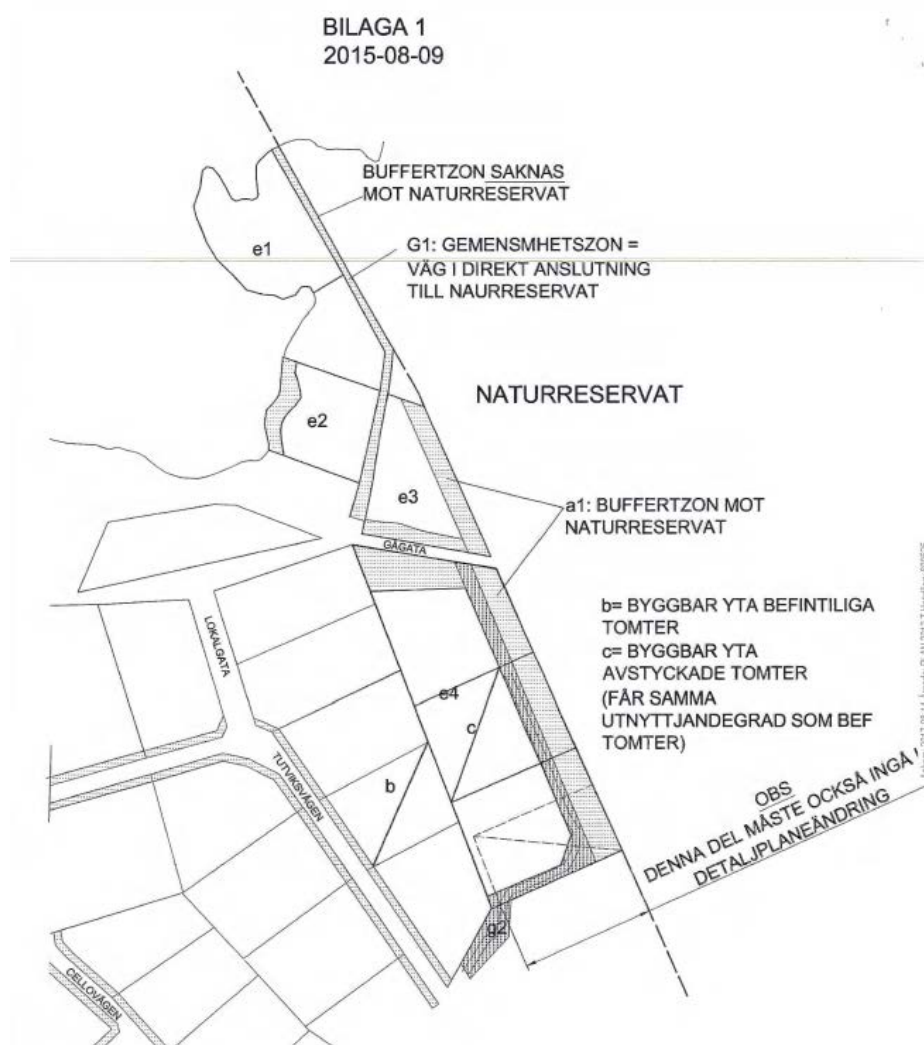 BILAGA 1
2015-08-09
BUFFERTZON SAKNAS
MOT NATURRESERVAT
e1
G1: GEMENSMHETSZON =
VÄG I DIREKT ANSLUTNING
TILL NAURRESERVAT
NATURRESERVAT
e2
e3
a1: BUFFERTZON MOT
NATURRESERVAT
GÅGATA
b= BYGGBAR YTA BEFINTILIGA
TOMTER
c= BYGGBAR YTA
AVSTYCKADE TOMTER
(FÅR SAMMA
UTNYTTJANDEGRAD SOM BEF
TOMTER)
LOKALGATA
e4
c
b
TUTVIKSVÄGEN
OBS
DENNA DEL MÅSTE OCKSÅ INGÅ I
DETALJPLANEÄNDRING
g2
CELLOVÄGEN